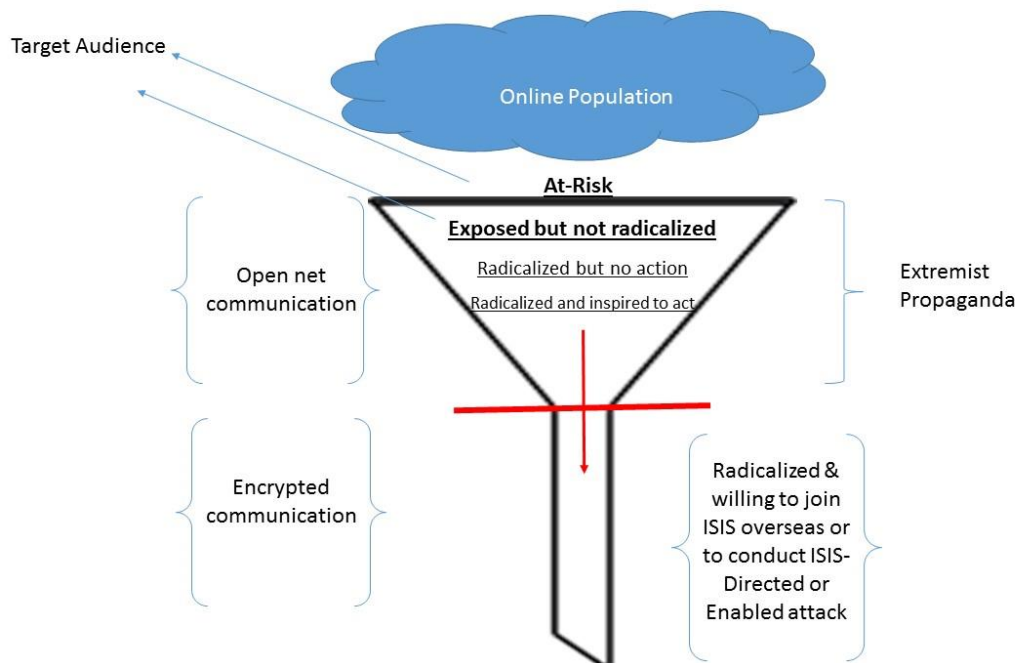 Target Audience
Online Population
At-Risk
Exposed but not radicalized
Radicalized but no action
Radicalized and inspired to act
Open net
communication
Extremist
Propaganda
Encrypted
communication
Radicalized &
willing to join
ISIS overseas or
to conduct ISIS-
Directed or
Enabled attack